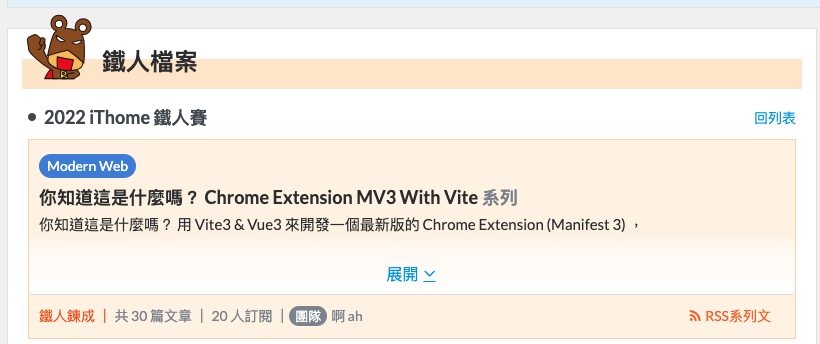 鐵人檔案
2022 iThome 鐵人賽 回列表
Modern Web
你知道這是什麼嗎？ Chrome Extension MV3 With Vite 系列
你知道這是什麼嗎？ 用 Vite3 & Vue3 來開發一個最新版的 Chrome Extension (Manifest 3) ，
展開
鐵人鍊成 | 共 30 篇文章 | 20 人訂閱 | 團隊 啊 ah RSS系列文